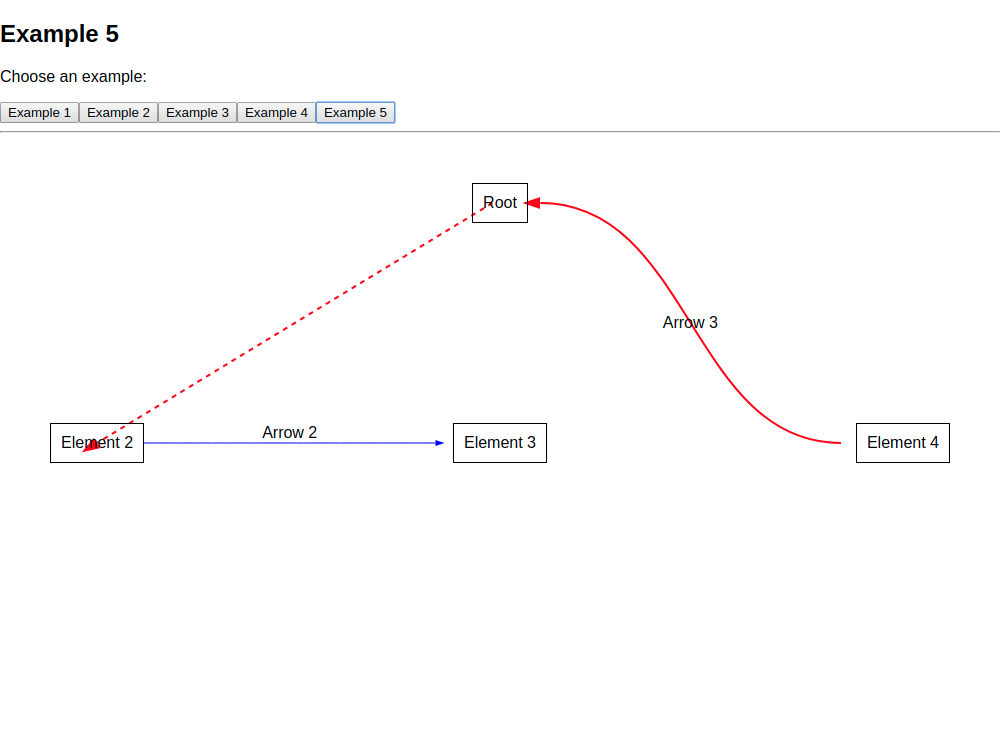 Example 5
Choose an example:
Example 1 Example 2 Example 3 Example 4 Example 5
Root
Arrow 3
Arrow 2
Element 2 Element 3 Element 4